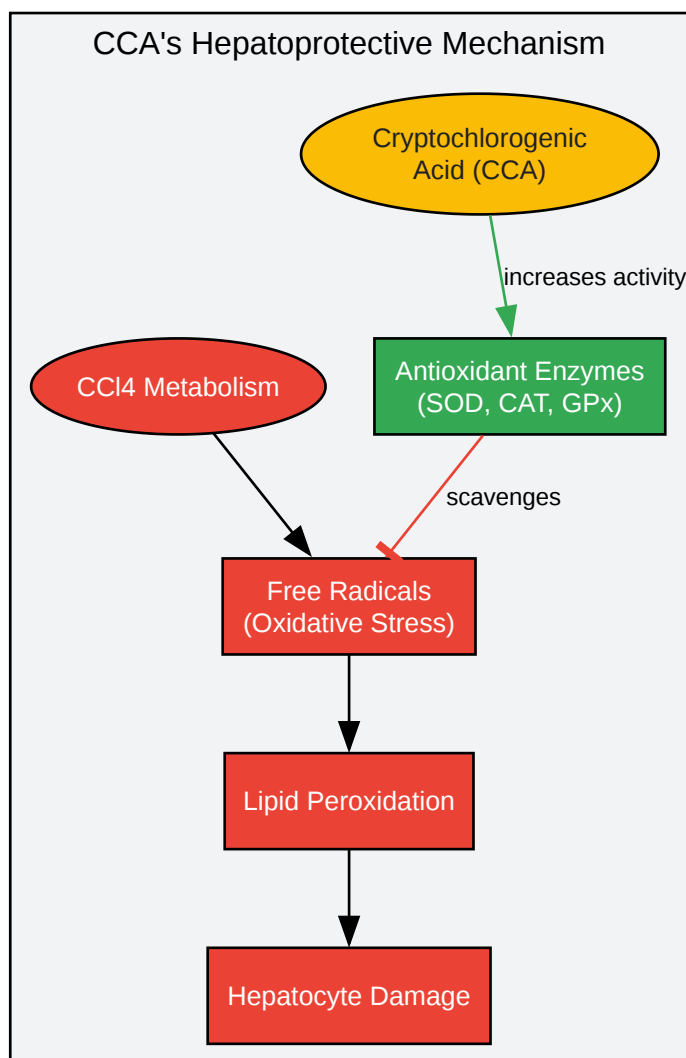 CCA's Hepatoprotective Mechanism
Cryptochlorogenic
Acid (CCA)
increases activity
CCl4 Metabolism
Antioxidant Enzymes
(SOD, CAT, GPx)
scavenges
Free Radicals
(Oxidative Stress)
Lipid Peroxidation
Hepatocyte Damage